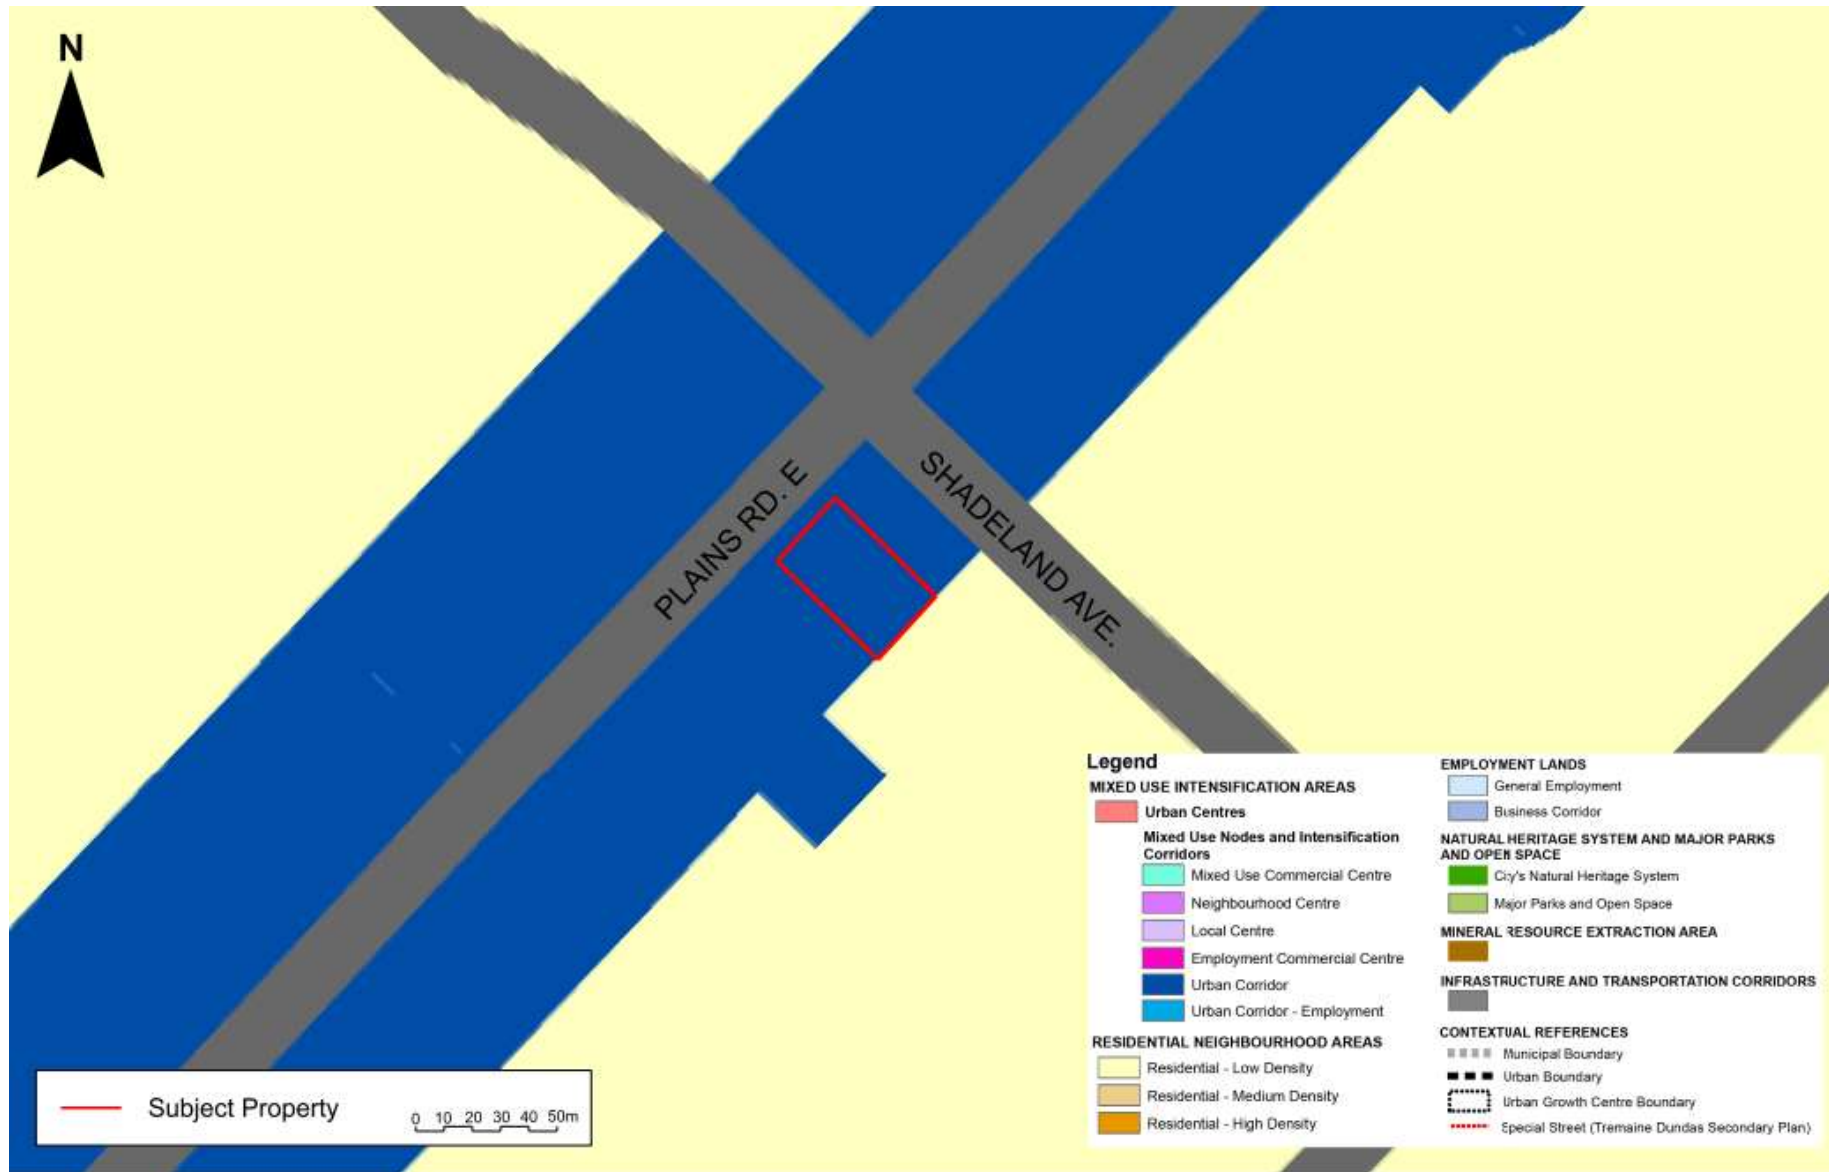 N
PLAINS RD. E
SHADELAND AVE.
Legend
MIXED USE INTENSIFICATION AREAS
Urban Centres
Mixed Use Nodes and Intensification
Corridors
Mixed Use Commercial Centre
Neighbourhood Centre
Local Centre
Employment Commercial Centre
Urban Corridor
Urban Corridor - Employment
RESIDENTIAL NEIGHBOURHOOD AREAS
Residential - Low Density
Residential - Medium Density
Residential - High Density
EMPLOYMENT LANDS
General Employment
Business Corridor
NATURAL HERITAGE SYSTEM AND MAJOR PARKS
AND OPEN SPACE
City's Natural Heritage System
Major Parks and Open Space
MINERAL RESOURCE EXTRACTION AREA
INFRASTRUCTURE AND TRANSPORTATION CORRIDORS
CONTEXTUAL REFERENCES
Municipal Boundary
Urban Boundary
Urban Growth Centre Boundary
Special Street (Tremaine Dundas Secondary Plan)
Subject Property
0 10 20 30 40 50m